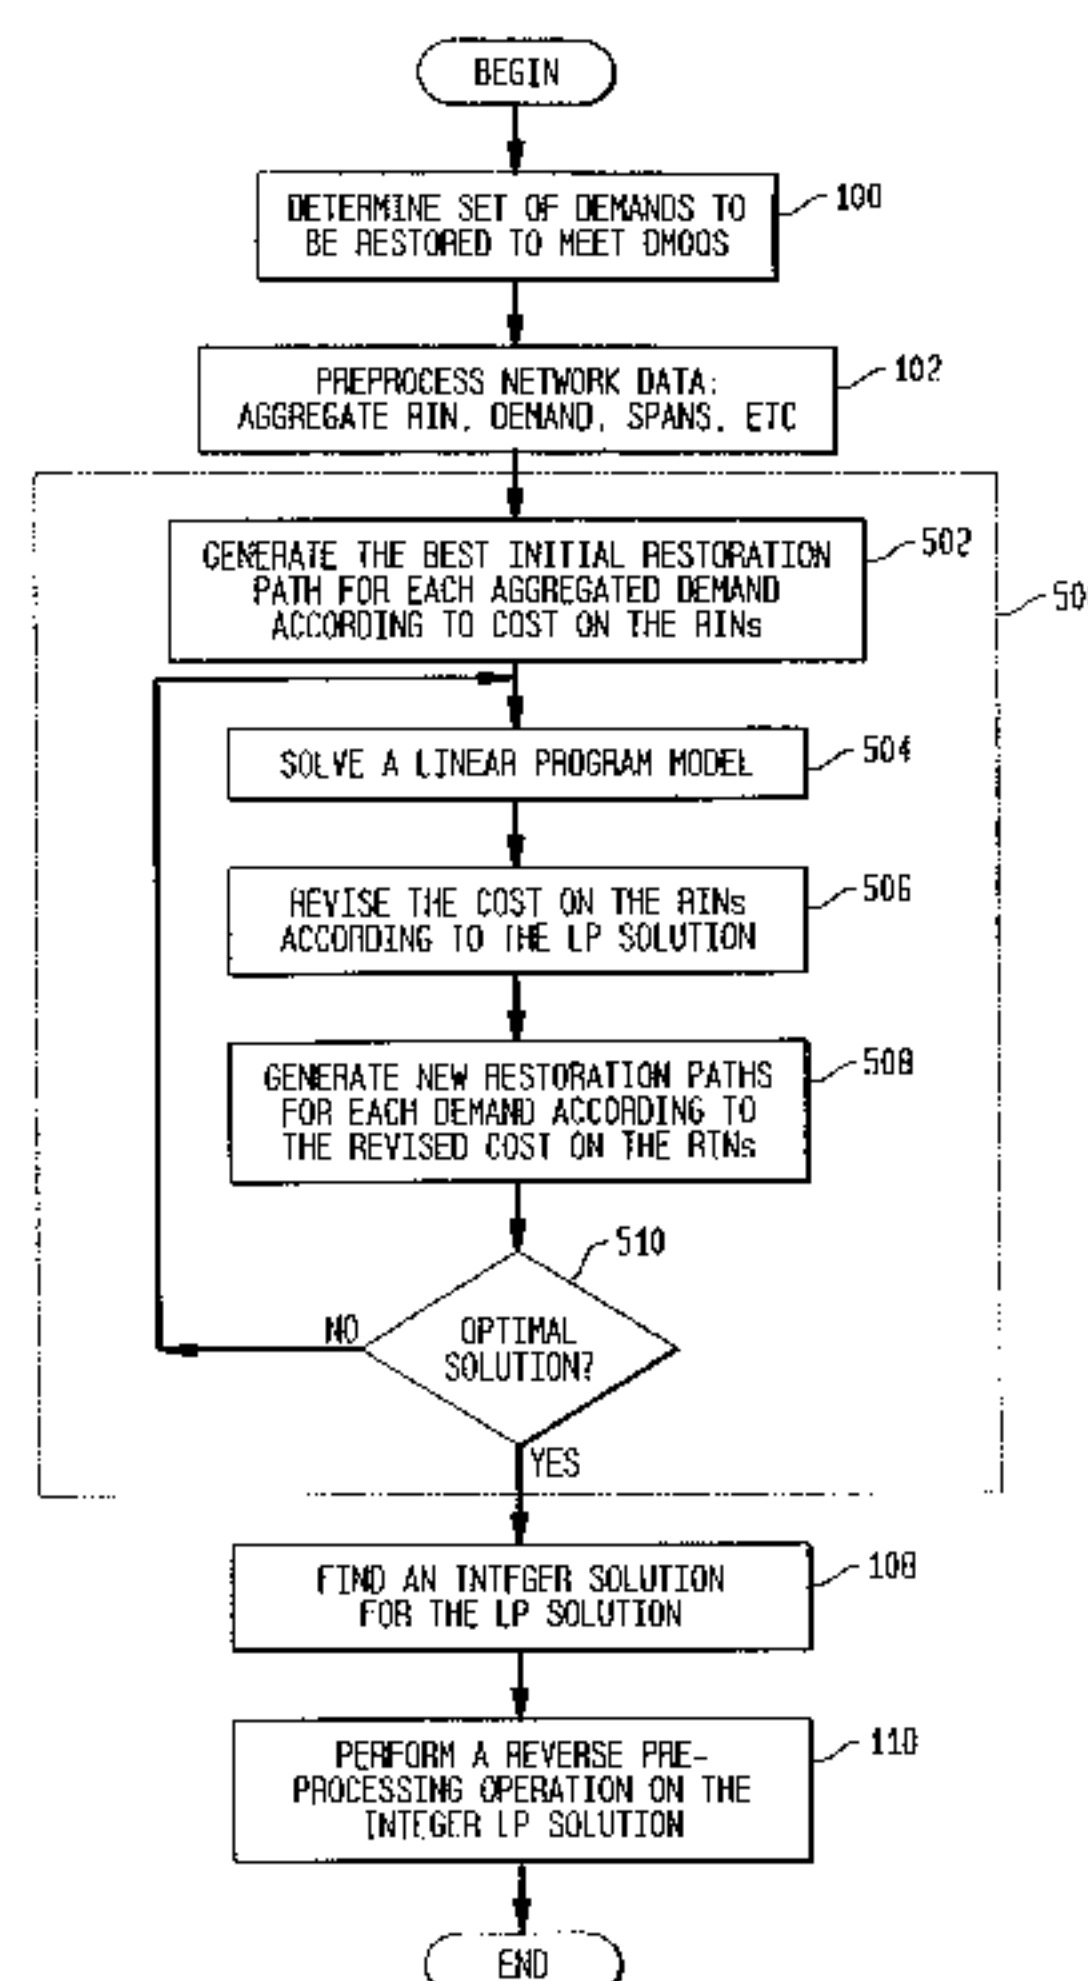 BEGIN
DETERMINE SET OF DEMANDS TO
BE RESTORED TO MEET DMOQS
100
PREPROCESS NETWORK DATA:
AGGREGATE RIN, DEMAND, SPANS, ETC
102
GENERATE THE BEST INITIAL RESTORATION
PATH FOR EACH AGGREGATED DEMAND
ACCORDING TO COST ON THE RINs
502
50
SOLVE A LINEAR PROGRAM MODEL
504
REVISE THE COST ON THE RINs
ACCORDING TO THE LP SOLUTION
506
GENERATE NEW RESTORATION PATHS
FOR EACH DEMAND ACCORDING TO
THE REVISED COST ON THE RINs
508
510
NO
OPTIMAL
SOLUTION?
YES
FIND AN INTEGER SOLUTION
FOR THE LP SOLUTION
108
PERFORM A REVERSE PRE-
PROCESSING OPERATION ON THE
INTEGER LP SOLUTION
110
END